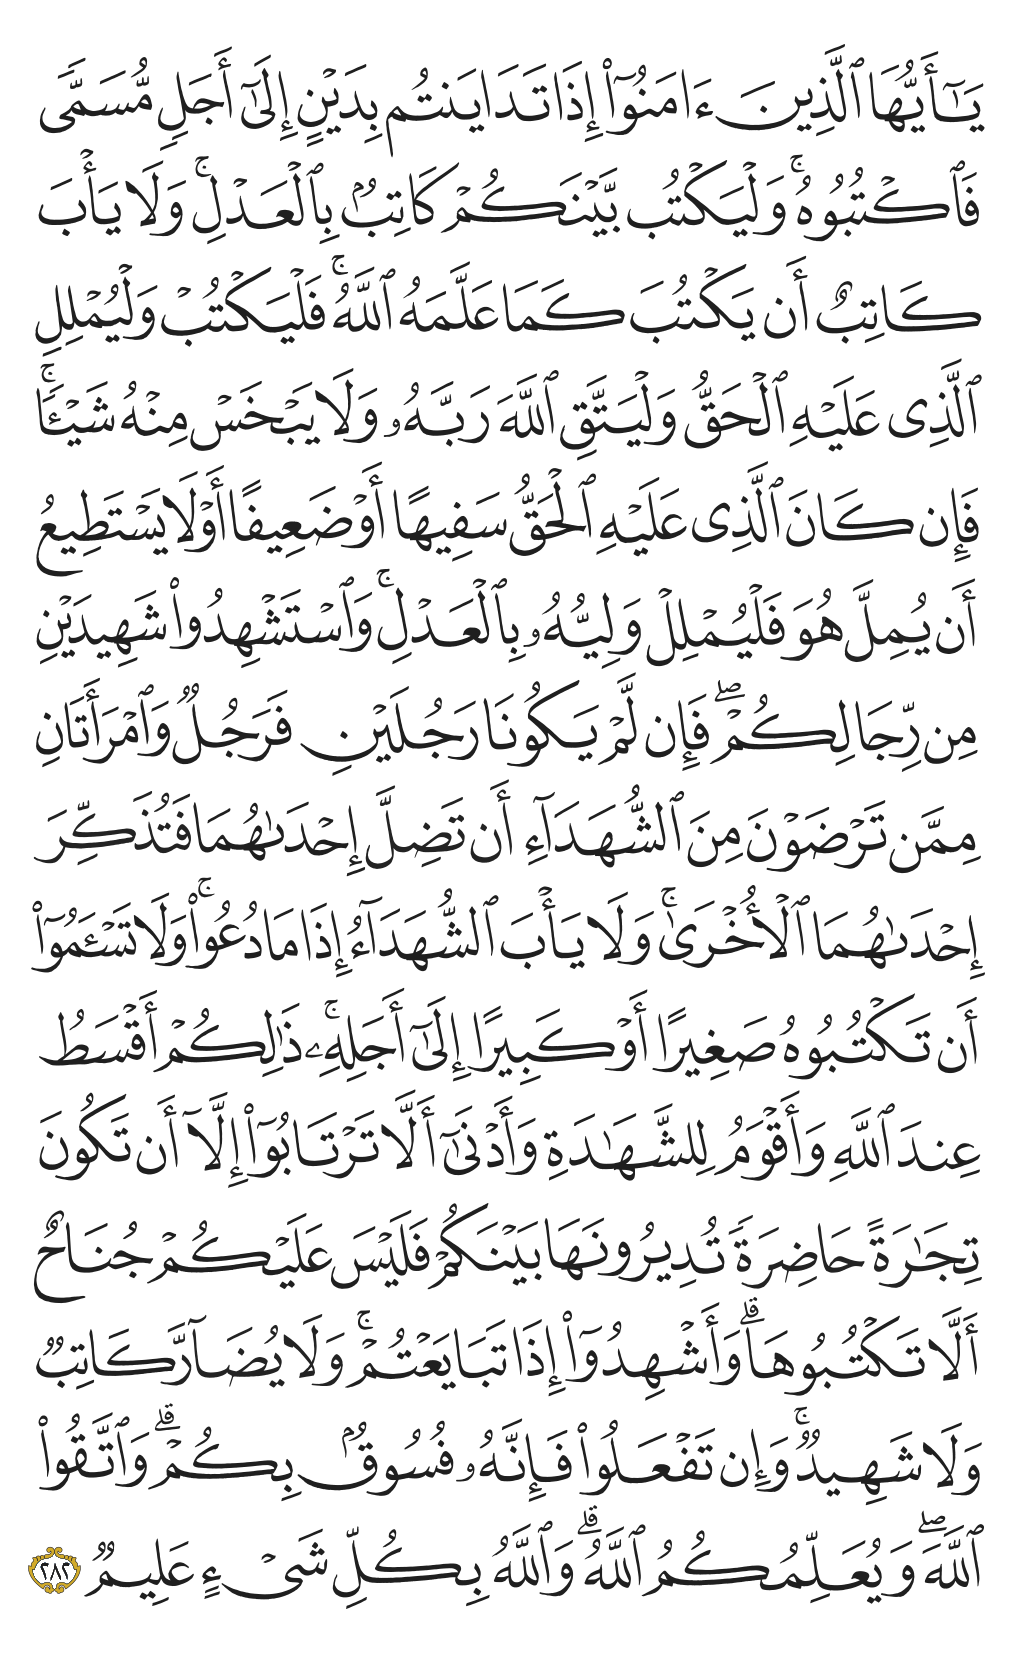 يَـٰٓأَيُّهَا ٱلَّذِينَ ءَامَنُوٓا۟ إِذَا تَدَايَنتُم بِدَيْنٍ إِلَىٰٓ أَجَلٍ مُّسَمًّى
فَٱكْتُبُوهُ ۚ وَلْيَكْتُب بَّيْنَكُمْ كَاتِبٌۢ بِٱلْعَدْلِ ۚ وَلَا يَأْبَ
كَاتِبٌ أَن يَكْتُبَ كَمَا عَلَّمَهُ ٱللَّهُ ۚ فَلْيَكْتُبْ وَلْيُمْلِلِ
ٱلَّذِى عَلَيْهِ ٱلْحَقُّ وَلْيَتَّقِ ٱللَّهَ رَبَّهُۥ وَلَا يَبْخَسْ مِنْهُ شَيْـًٔا ۚ
فَإِن كَانَ ٱلَّذِى عَلَيْهِ ٱلْحَقُّ سَفِيهًا أَوْ ضَعِيفًا أَوْ لَا يَسْتَطِيعُ
أَن يُمِلَّ هُوَ فَلْيُمْلِلْ وَلِيُّهُۥ بِٱلْعَدْلِ ۚ وَٱسْتَشْهِدُوا۟ شَهِيدَيْنِ
مِن رِّجَالِكُمْ ۖ فَإِن لَّمْ يَكُونَا رَجُلَيْنِ فَرَجُلٌ وَٱمْرَأَتَانِ
مِمَّن تَرْضَوْنَ مِنَ ٱلشُّهَدَآءِ أَن تَضِلَّ إِحْدَىٰهُمَا فَتُذَكِّرَ
إِحْدَىٰهُمَا ٱلْأُخْرَىٰ ۚ وَلَا يَأْبَ ٱلشُّهَدَآءُ إِذَا مَا دُعُوا۟ ۚ وَلَا تَسْـَٔمُوٓا۟
أَن تَكْتُبُوهُ صَغِيرًا أَوْ كَبِيرًا إِلَىٰٓ أَجَلِهِۦ ۚ ذَٰلِكُمْ أَقْسَطُ
عِندَ ٱللَّهِ وَأَقْوَمُ لِلشَّهَـٰدَةِ وَأَدْنَىٰٓ أَلَّا تَرْتَابُوٓا۟ إِلَّآ أَن تَكُونَ
تِجَـٰرَةً حَاضِرَةً تُدِيرُونَهَا بَيْنَكُمْ فَلَيْسَ عَلَيْكُمْ جُنَاحٌ
أَلَّا تَكْتُبُوهَا ۗ وَأَشْهِدُوٓا۟ إِذَا تَبَايَعْتُمْ ۚ وَلَا يُضَآرَّ كَاتِبٌ
وَلَا شَهِيدٌ ۚ وَإِن تَفْعَلُوا۟ فَإِنَّهُۥ فُسُوقٌۢ بِكُمْ ۗ وَٱتَّقُوا۟
ٱللَّهَ ۖ وَيُعَلِّمُكُمُ ٱللَّهُ ۗ وَٱللَّهُ بِكُلِّ شَىْءٍ عَلِيمٌ ٢٨٢